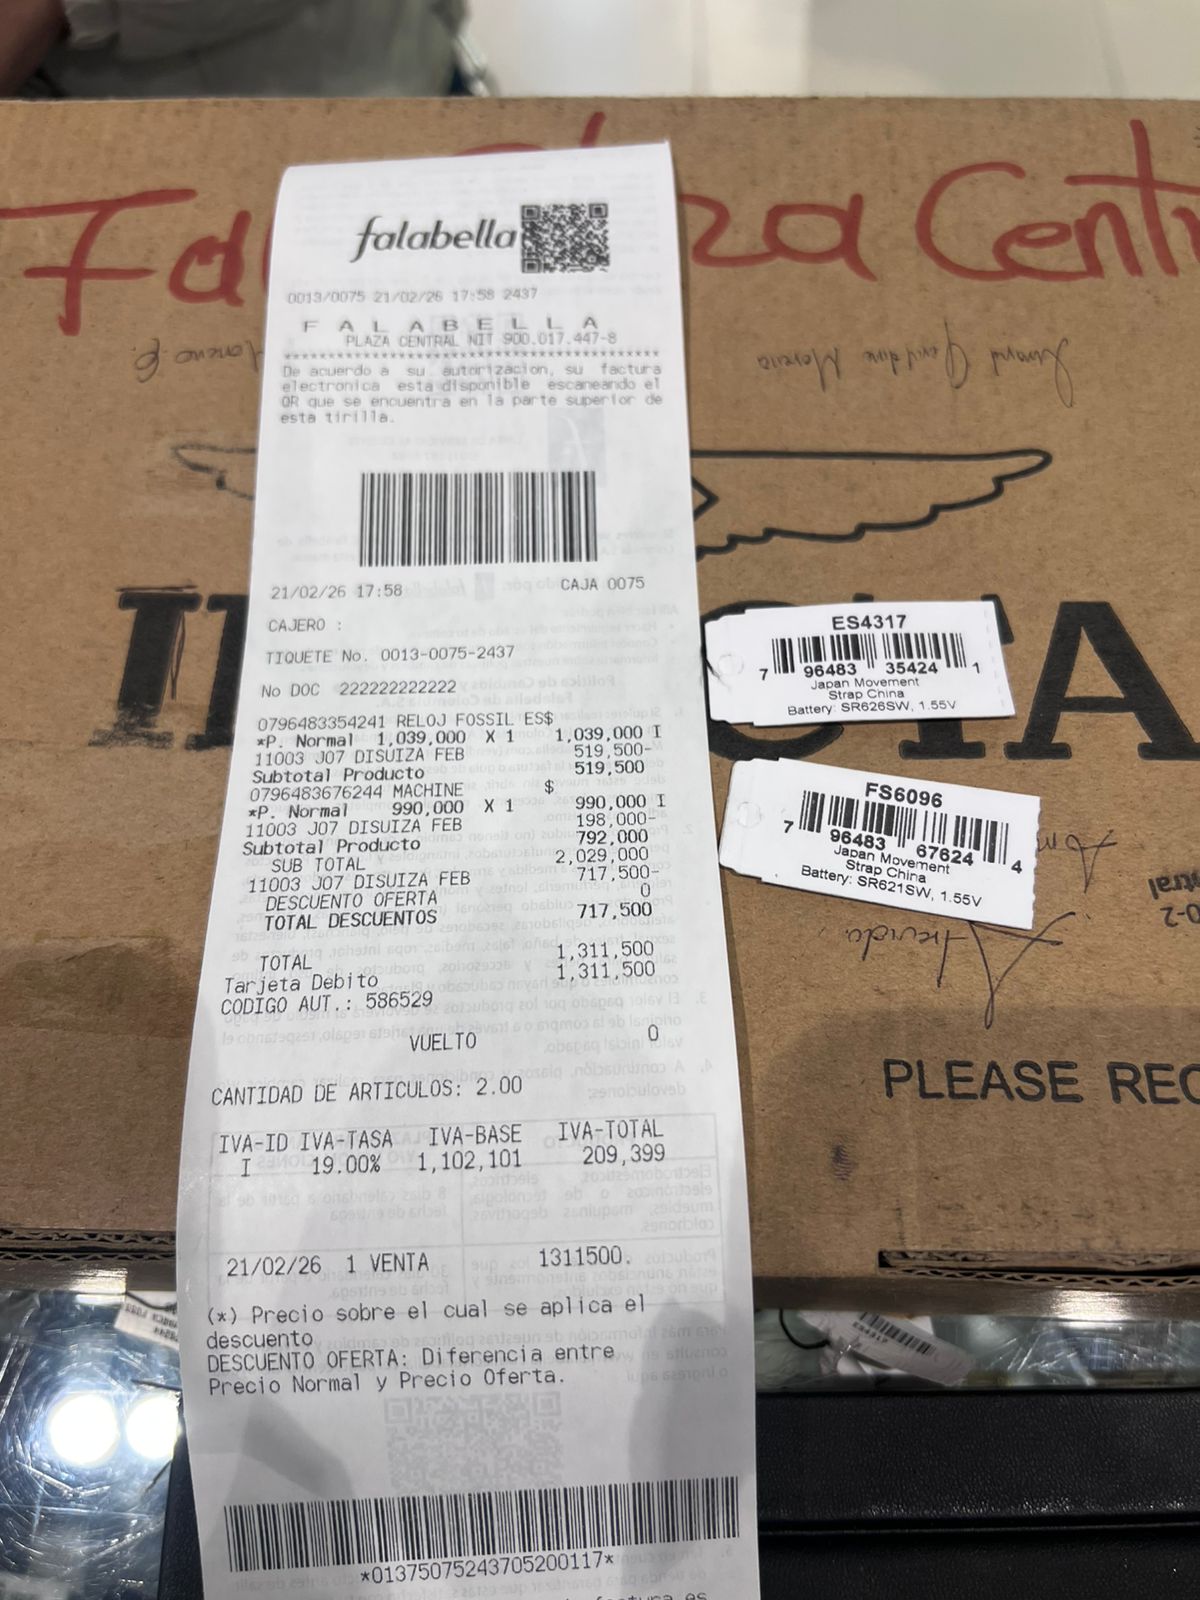 falabella
0013/0075 21/02/26 17:58 2437
FALABELLA
PLAZA CENTRAL NIT 900.017.447-8
***********************************************
De acuerdo a su autorizacion, su factura
electronica esta disponible escaneando el
QR que se encuentra en la parte superior de
esta tirilla.
21/02/26 17:58 CAJA 0075
CAJERO :
TIQUETE No. 0013-0075-2437
No DOC 222222222222
0796483354241 RELOJ FOSSIL ES$
*P. Normal 1,039,000 X 1 1,039,000 I
11003 J07 DISUIZA FEB 519,500-
Subtotal Producto 519,500
0796483676244 MACHINE $
*P. Normal 990,000 X 1 990,000 I
11003 J07 DISUIZA FEB 198,000-
Subtotal Producto 792,000
SUB TOTAL 2,029,000
11003 J07 DISUIZA FEB 717,500-
DESCUENTO OFERTA 0
TOTAL DESCUENTOS 717,500
TOTAL 1,311,500
Tarjeta Debito 1,311,500
CODIGO AUT.: 586529
VUELTO 0
CANTIDAD DE ARTICULOS: 2.00
IVA-ID IVA-TASA IVA-BASE IVA-TOTAL
I 19.00% 1,102,101 209,399
21/02/26 1 VENTA 1311500.
(*) Precio sobre el cual se aplica el
descuento
DESCUENTO OFERTA: Diferencia entre
Precio Normal y Precio Oferta.
*01375075243705200117*
ES4317
7 96483 35424 1
Japan Movement
Strap China
Battery: SR626SW, 1.55V
FS6096
7 96483 67624 4
Japan Movement
Strap China
Battery: SR621SW, 1.55V
PLEASE REC